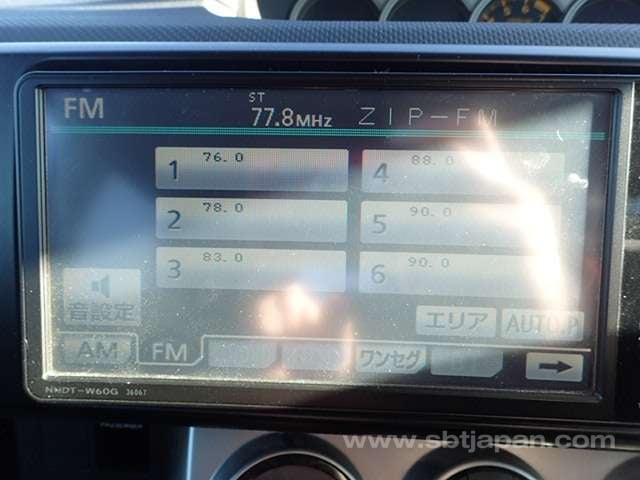 FM ST 77.8MHz ZIP-FM
1 76.0 4 88.0
2 78.0 5 90.0
3 83.0 6 90.0
音設定 エリア AUTO.P
AM FM ワンセグ
NHDT-W60G 36067
www.sbtjapan.com